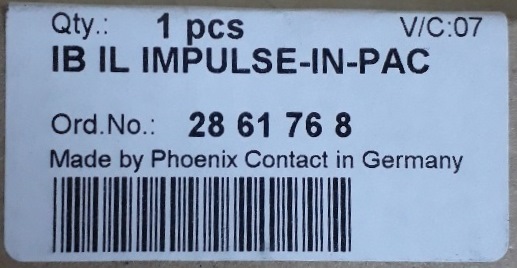 Qty.: 1 pcs V/C:07
IB IL IMPULSE-IN-PAC
Ord.No.: 28 61 76 8
Made by Phoenix Contact in Germany